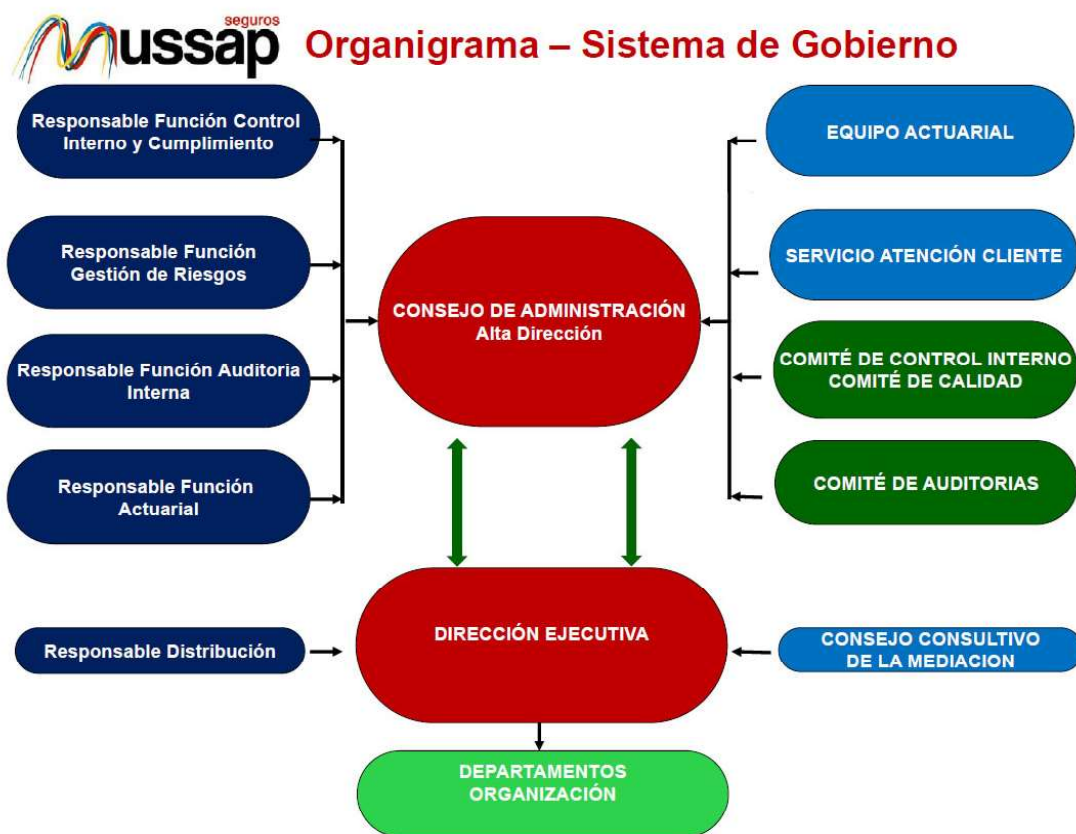 seguros
Mussap
Organigrama – Sistema de Gobierno
Responsable Función Control
Interno y Cumplimiento
EQUIPO ACTUARIAL
Responsable Función
Gestión de Riesgos
SERVICIO ATENCIÓN CLIENTE
CONSEJO DE ADMINISTRACIÓN
Alta Dirección
Responsable Función Auditoria
Interna
COMITÉ DE CONTROL INTERNO
COMITÉ DE CALIDAD
Responsable Función
Actuarial
COMITÉ DE AUDITORIAS
DIRECCIÓN EJECUTIVA
Responsable Distribución
CONSEJO CONSULTIVO
DE LA MEDIACION
DEPARTAMENTOS
ORGANIZACIÓN